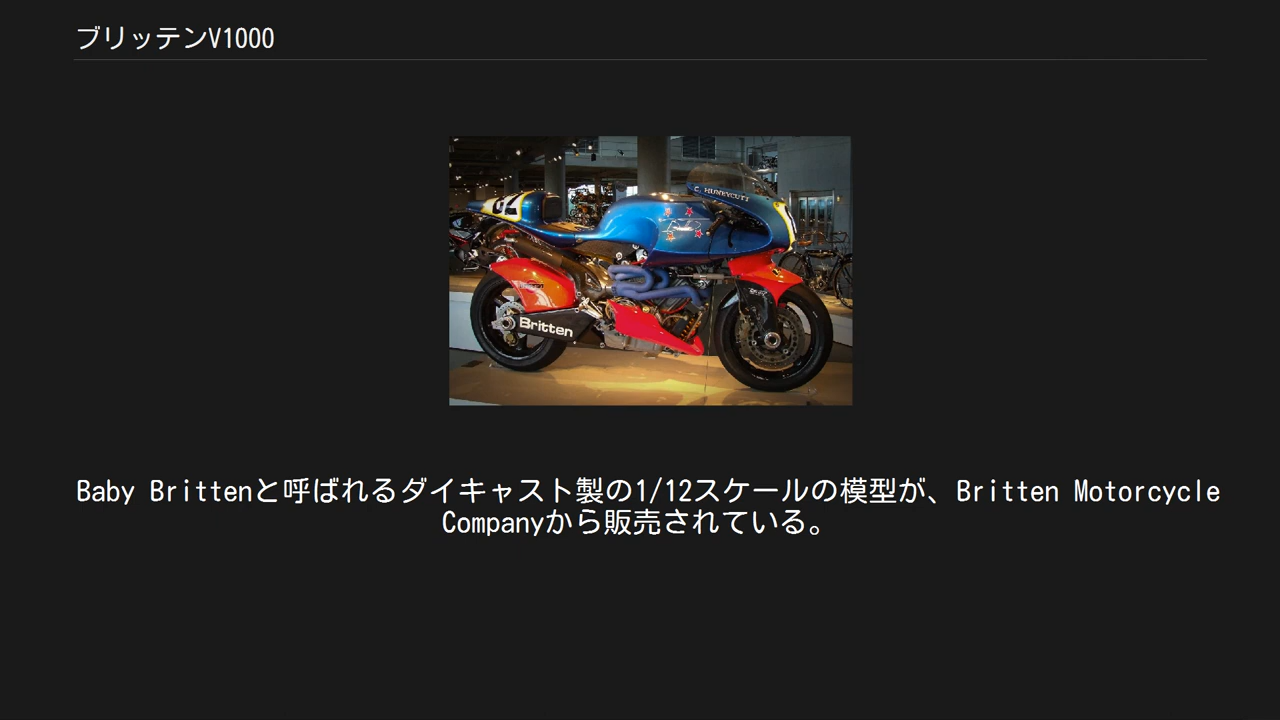 ブリッテンV1000
C. HUNEYCUTT
Britten
Baby Brittenと呼ばれるダイキャスト製の1/12スケールの模型が、Britten Motorcycle
Companyから販売されている。